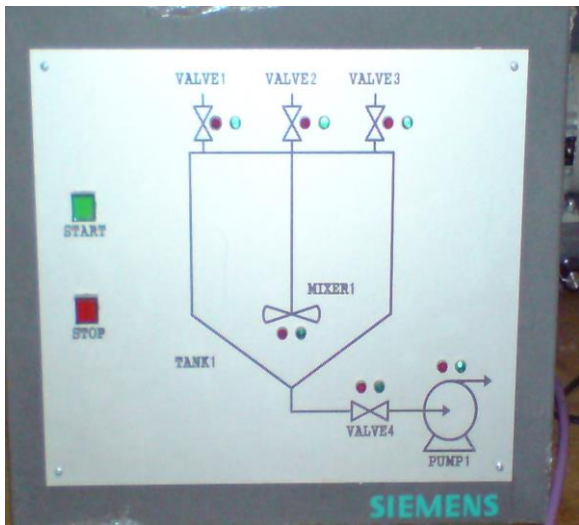 VALVE1 VALVE2 VALVE3
START
MIXER1
STOP
TANK1
VALVE4
PUMP1
SIEMENS